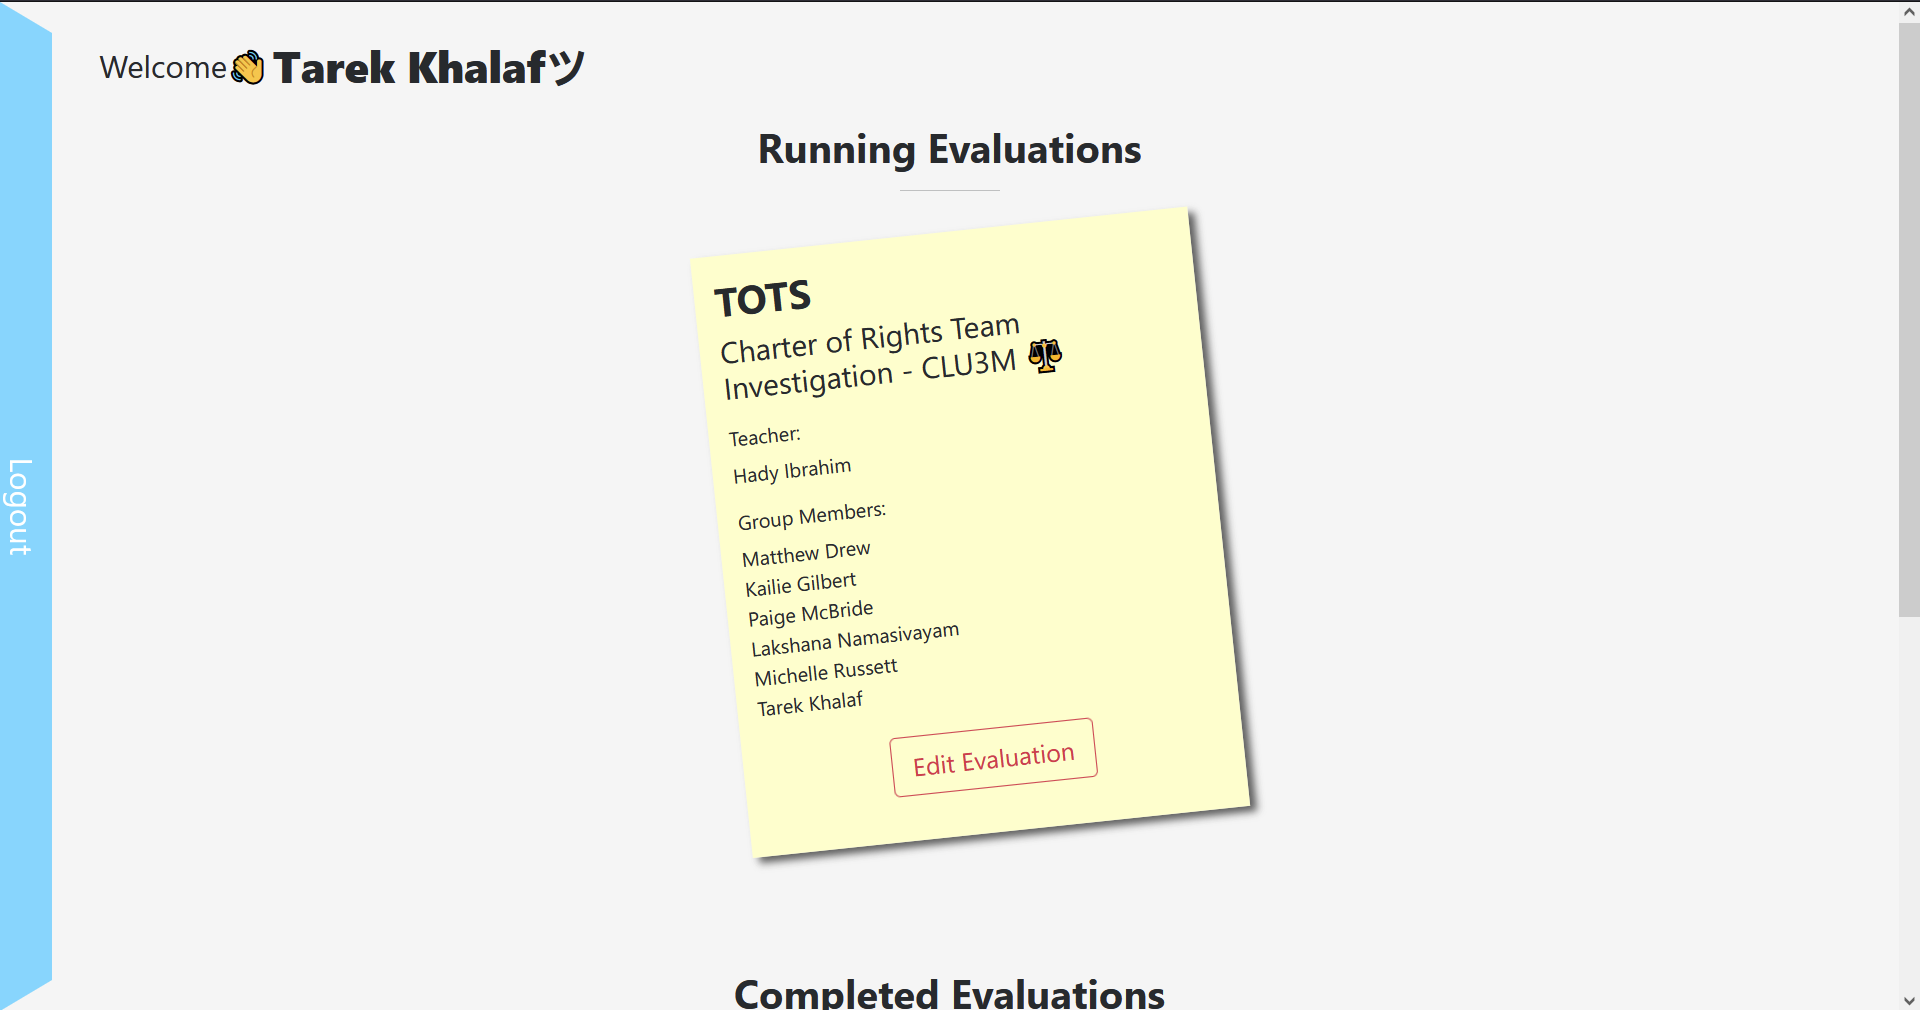 Welcome👋 Tarek Khalafツ
Running Evaluations
TOTS
Charter of Rights Team
Investigation - CLU3M ⚖️
Teacher:
Hady Ibrahim
Group Members:
Matthew Drew
Kailie Gilbert
Paige McBride
Lakshana Namasivayam
Michelle Russett
Tarek Khalaf
Edit Evaluation
Logout
Completed Evaluations